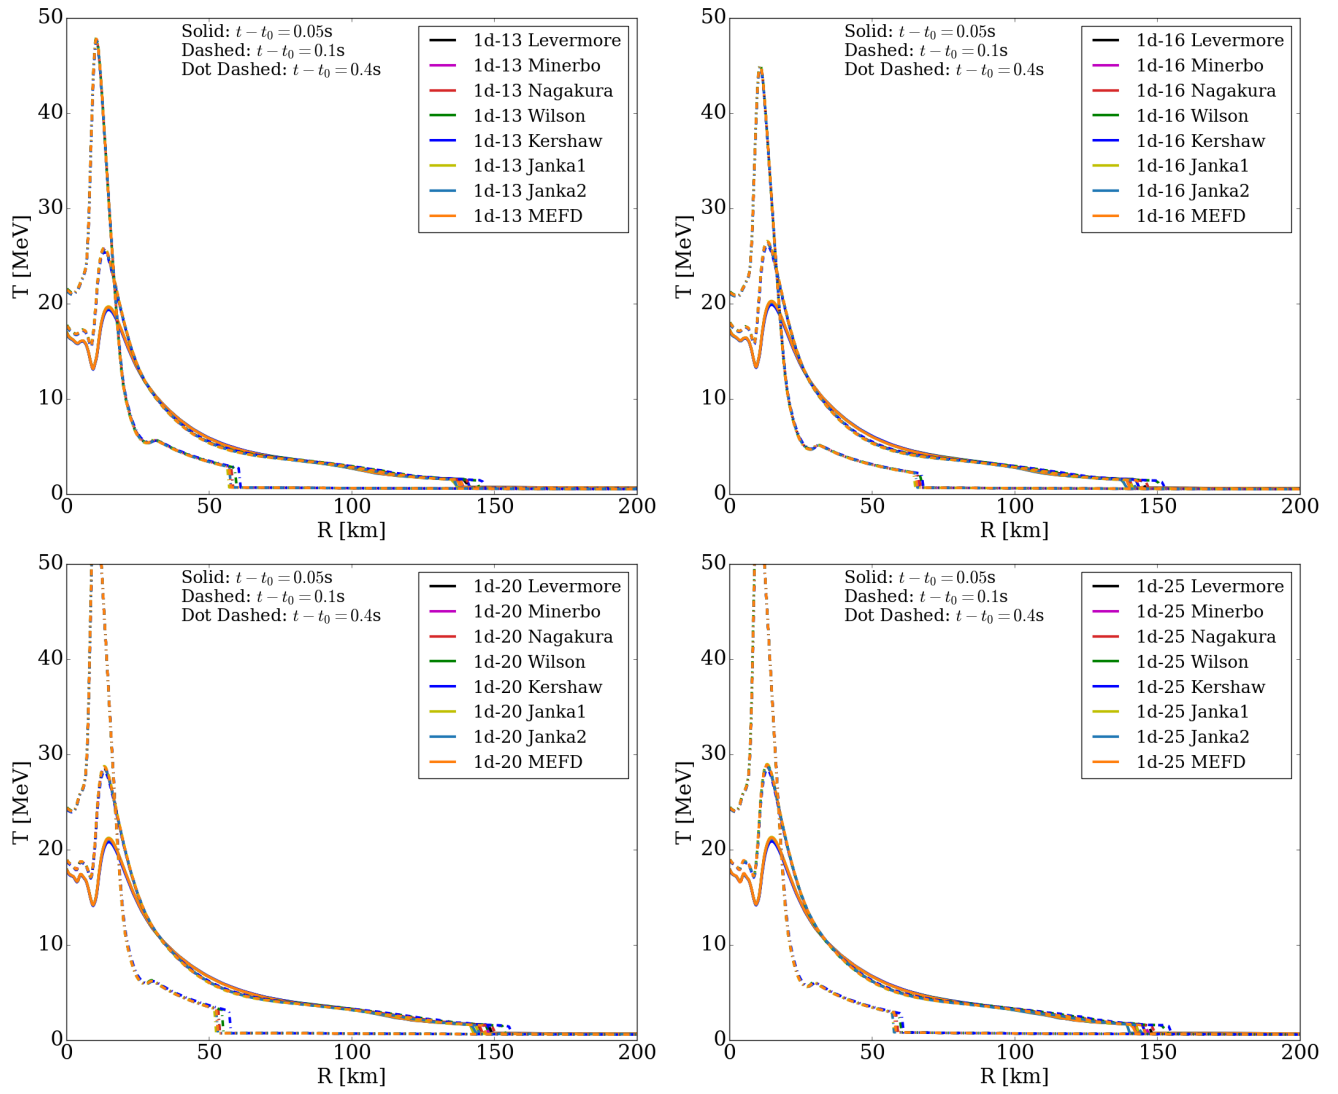 50
40
30
20
10
0
T [MeV]
0
50
100
150
200
R [km]
Solid: t − t₀ = 0.05s
Dashed: t − t₀ = 0.1s
Dot Dashed: t − t₀ = 0.4s
1d-13 Levermore
1d-13 Minerbo
1d-13 Nagakura
1d-13 Wilson
1d-13 Kershaw
1d-13 Janka1
1d-13 Janka2
1d-13 MEFD
50
40
30
20
10
0
T [MeV]
0
50
100
150
200
R [km]
Solid: t − t₀ = 0.05s
Dashed: t − t₀ = 0.1s
Dot Dashed: t − t₀ = 0.4s
1d-16 Levermore
1d-16 Minerbo
1d-16 Nagakura
1d-16 Wilson
1d-16 Kershaw
1d-16 Janka1
1d-16 Janka2
1d-16 MEFD
50
40
30
20
10
0
T [MeV]
0
50
100
150
200
R [km]
Solid: t − t₀ = 0.05s
Dashed: t − t₀ = 0.1s
Dot Dashed: t − t₀ = 0.4s
1d-20 Levermore
1d-20 Minerbo
1d-20 Nagakura
1d-20 Wilson
1d-20 Kershaw
1d-20 Janka1
1d-20 Janka2
1d-20 MEFD
50
40
30
20
10
0
T [MeV]
0
50
100
150
200
R [km]
Solid: t − t₀ = 0.05s
Dashed: t − t₀ = 0.1s
Dot Dashed: t − t₀ = 0.4s
1d-25 Levermore
1d-25 Minerbo
1d-25 Nagakura
1d-25 Wilson
1d-25 Kershaw
1d-25 Janka1
1d-25 Janka2
1d-25 MEFD